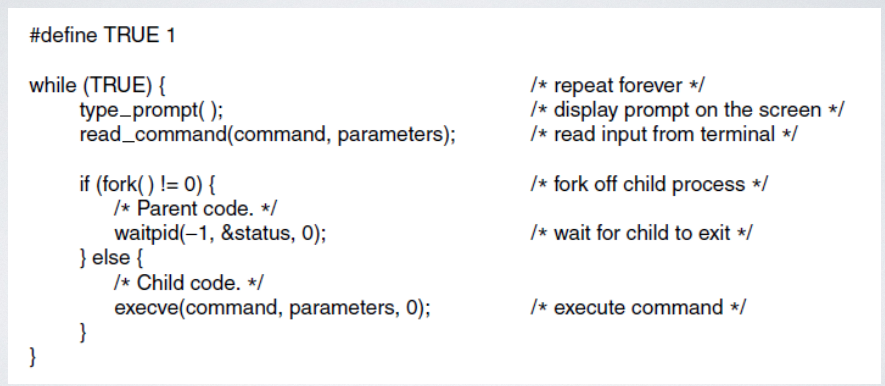 #define TRUE 1
while (TRUE) { /* repeat forever */
type_prompt( ); /* display prompt on the screen */
read_command(command, parameters); /* read input from terminal */
if (fork( ) != 0) { /* fork off child process */
/* Parent code. */
waitpid(−1, &status, 0); /* wait for child to exit */
} else {
/* Child code. */
execve(command, parameters, 0); /* execute command */
}
}